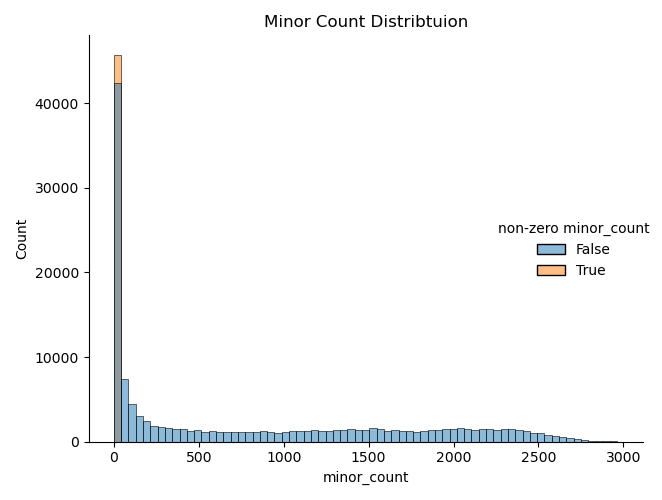 Minor Count Distribtuion
Count
40000
30000
20000
10000
0
non-zero minor_count
False
True
0 500 1000 1500 2000 2500 3000
minor_count